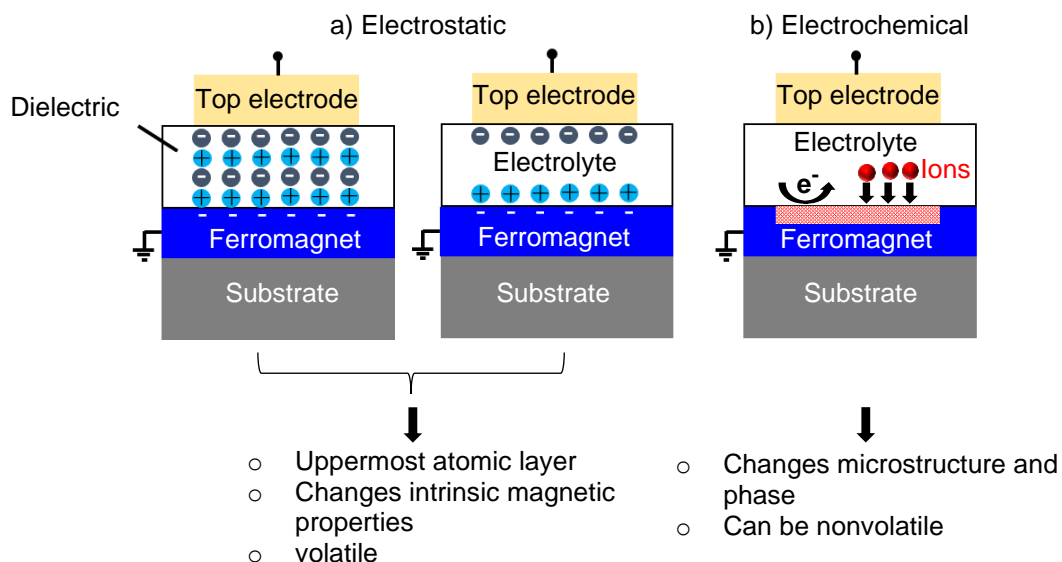 a) Electrostatic
b) Electrochemical
Dielectric
Top electrode
Top electrode
Top electrode
Electrolyte
Electrolyte
Ions
e-
Ferromagnet
Ferromagnet
Ferromagnet
Substrate
Substrate
Substrate
○ Uppermost atomic layer
○ Changes intrinsic magnetic
properties
○ volatile
○ Changes microstructure and
phase
○ Can be nonvolatile